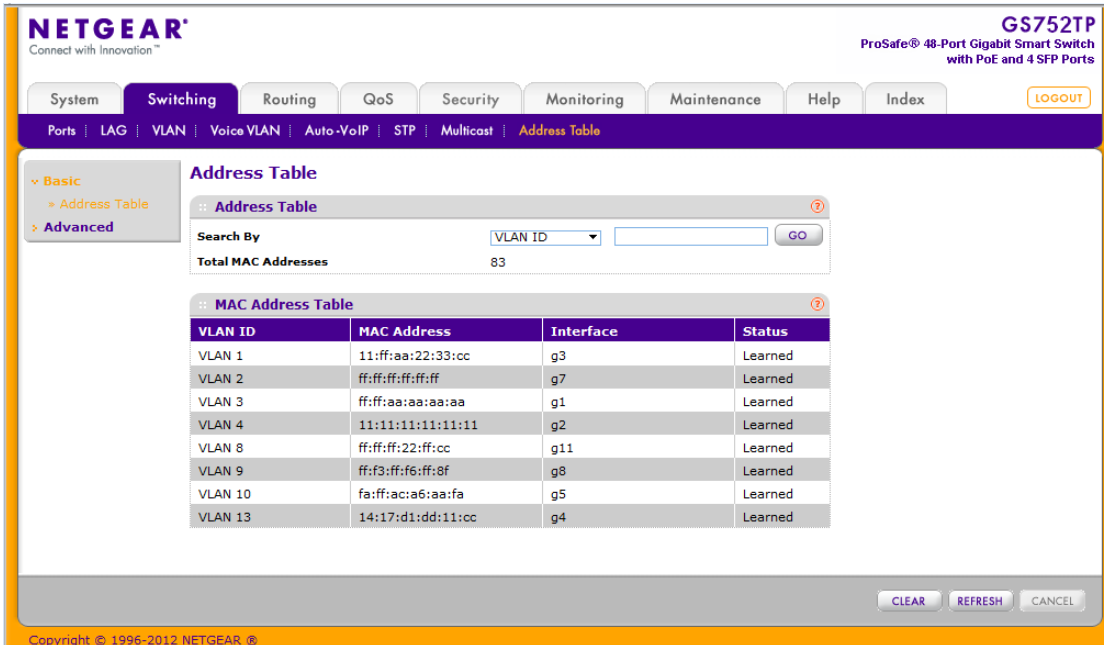 NETGEAR®
Connect with Innovation™
GS752TP
ProSafe® 48-Port Gigabit Smart Switch
with PoE and 4 SFP Ports
System Switching Routing QoS Security Monitoring Maintenance Help Index LOGOUT
Ports LAG VLAN Voice VLAN Auto-VoIP STP Multicast Address Table
Basic
» Address Table
Advanced
Address Table
Address Table ?
Search By VLAN ID GO
Total MAC Addresses 83
MAC Address Table ?
VLAN ID MAC Address Interface Status
VLAN 1 11:ff:aa:22:33:cc g3 Learned
VLAN 2 ff:ff:ff:ff:ff:ff g7 Learned
VLAN 3 ff:ff:aa:aa:aa:aa g1 Learned
VLAN 4 11:11:11:11:11:11 g2 Learned
VLAN 8 ff:ff:ff:22:ff:cc g11 Learned
VLAN 9 ff:f3:ff:f6:ff:8f g8 Learned
VLAN 10 fa:ff:ac:a6:aa:fa g5 Learned
VLAN 13 14:17:d1:dd:11:cc g4 Learned
CLEAR REFRESH CANCEL
Copyright © 1996-2012 NETGEAR ®